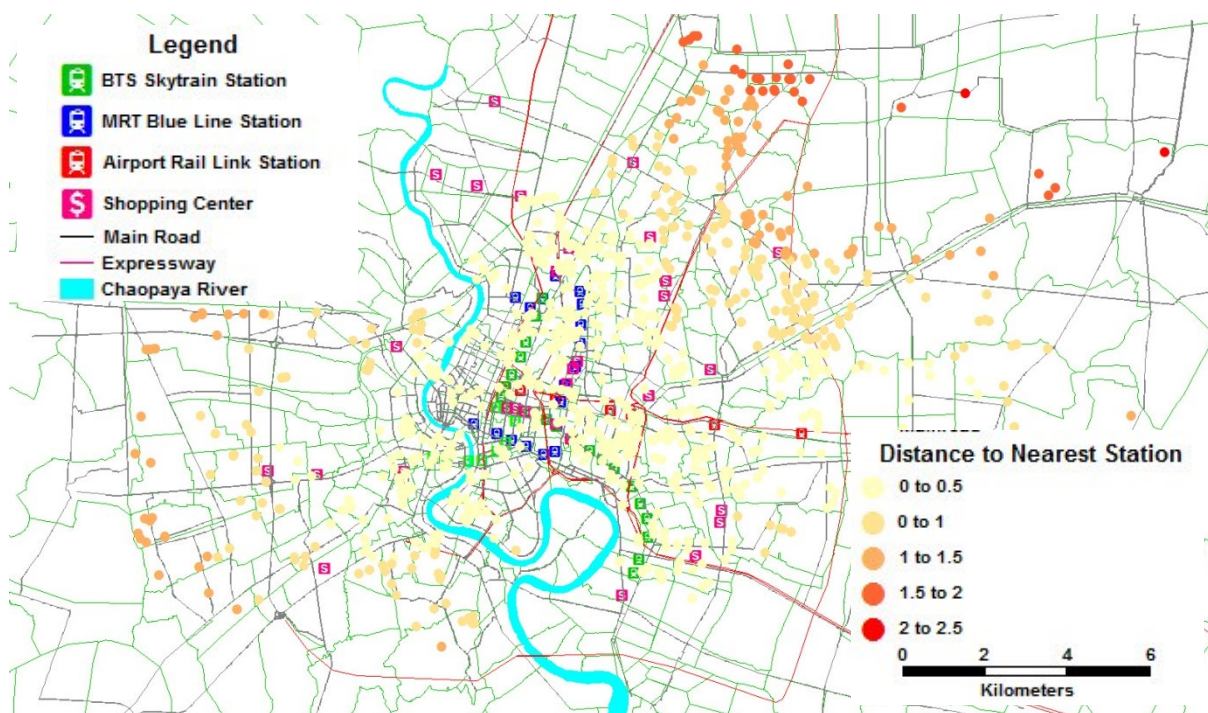 Legend
BTS Skytrain Station
MRT Blue Line Station
Airport Rail Link Station
$ Shopping Center
Main Road
Expressway
Chaopaya River
Distance to Nearest Station
0 to 0.5
0 to 1
1 to 1.5
1.5 to 2
2 to 2.5
0 2 4 6
Kilometers